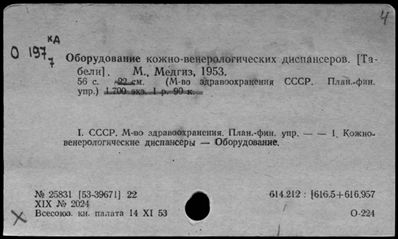 4
КД
О 197
7
Оборудование кожно-венерологических диспансеров. [Та-
бели]. М., Медгиз, 1953.
56 с. 22 см. (М-во здравоохранения СССР. План.-фин.
упр.) 1.700 экз. 1 р. 90 к.
I. СССР. М-во здравоохранения. План.-фин. упр. — — 1. Кожно-
венерологические диспансеры — Оборудование.
№ 25831 [53-39671] 22 614.212 : [616.5+616.957
XIX № 2024
Всесоюз. кн. палата 14 XI 53 О-224